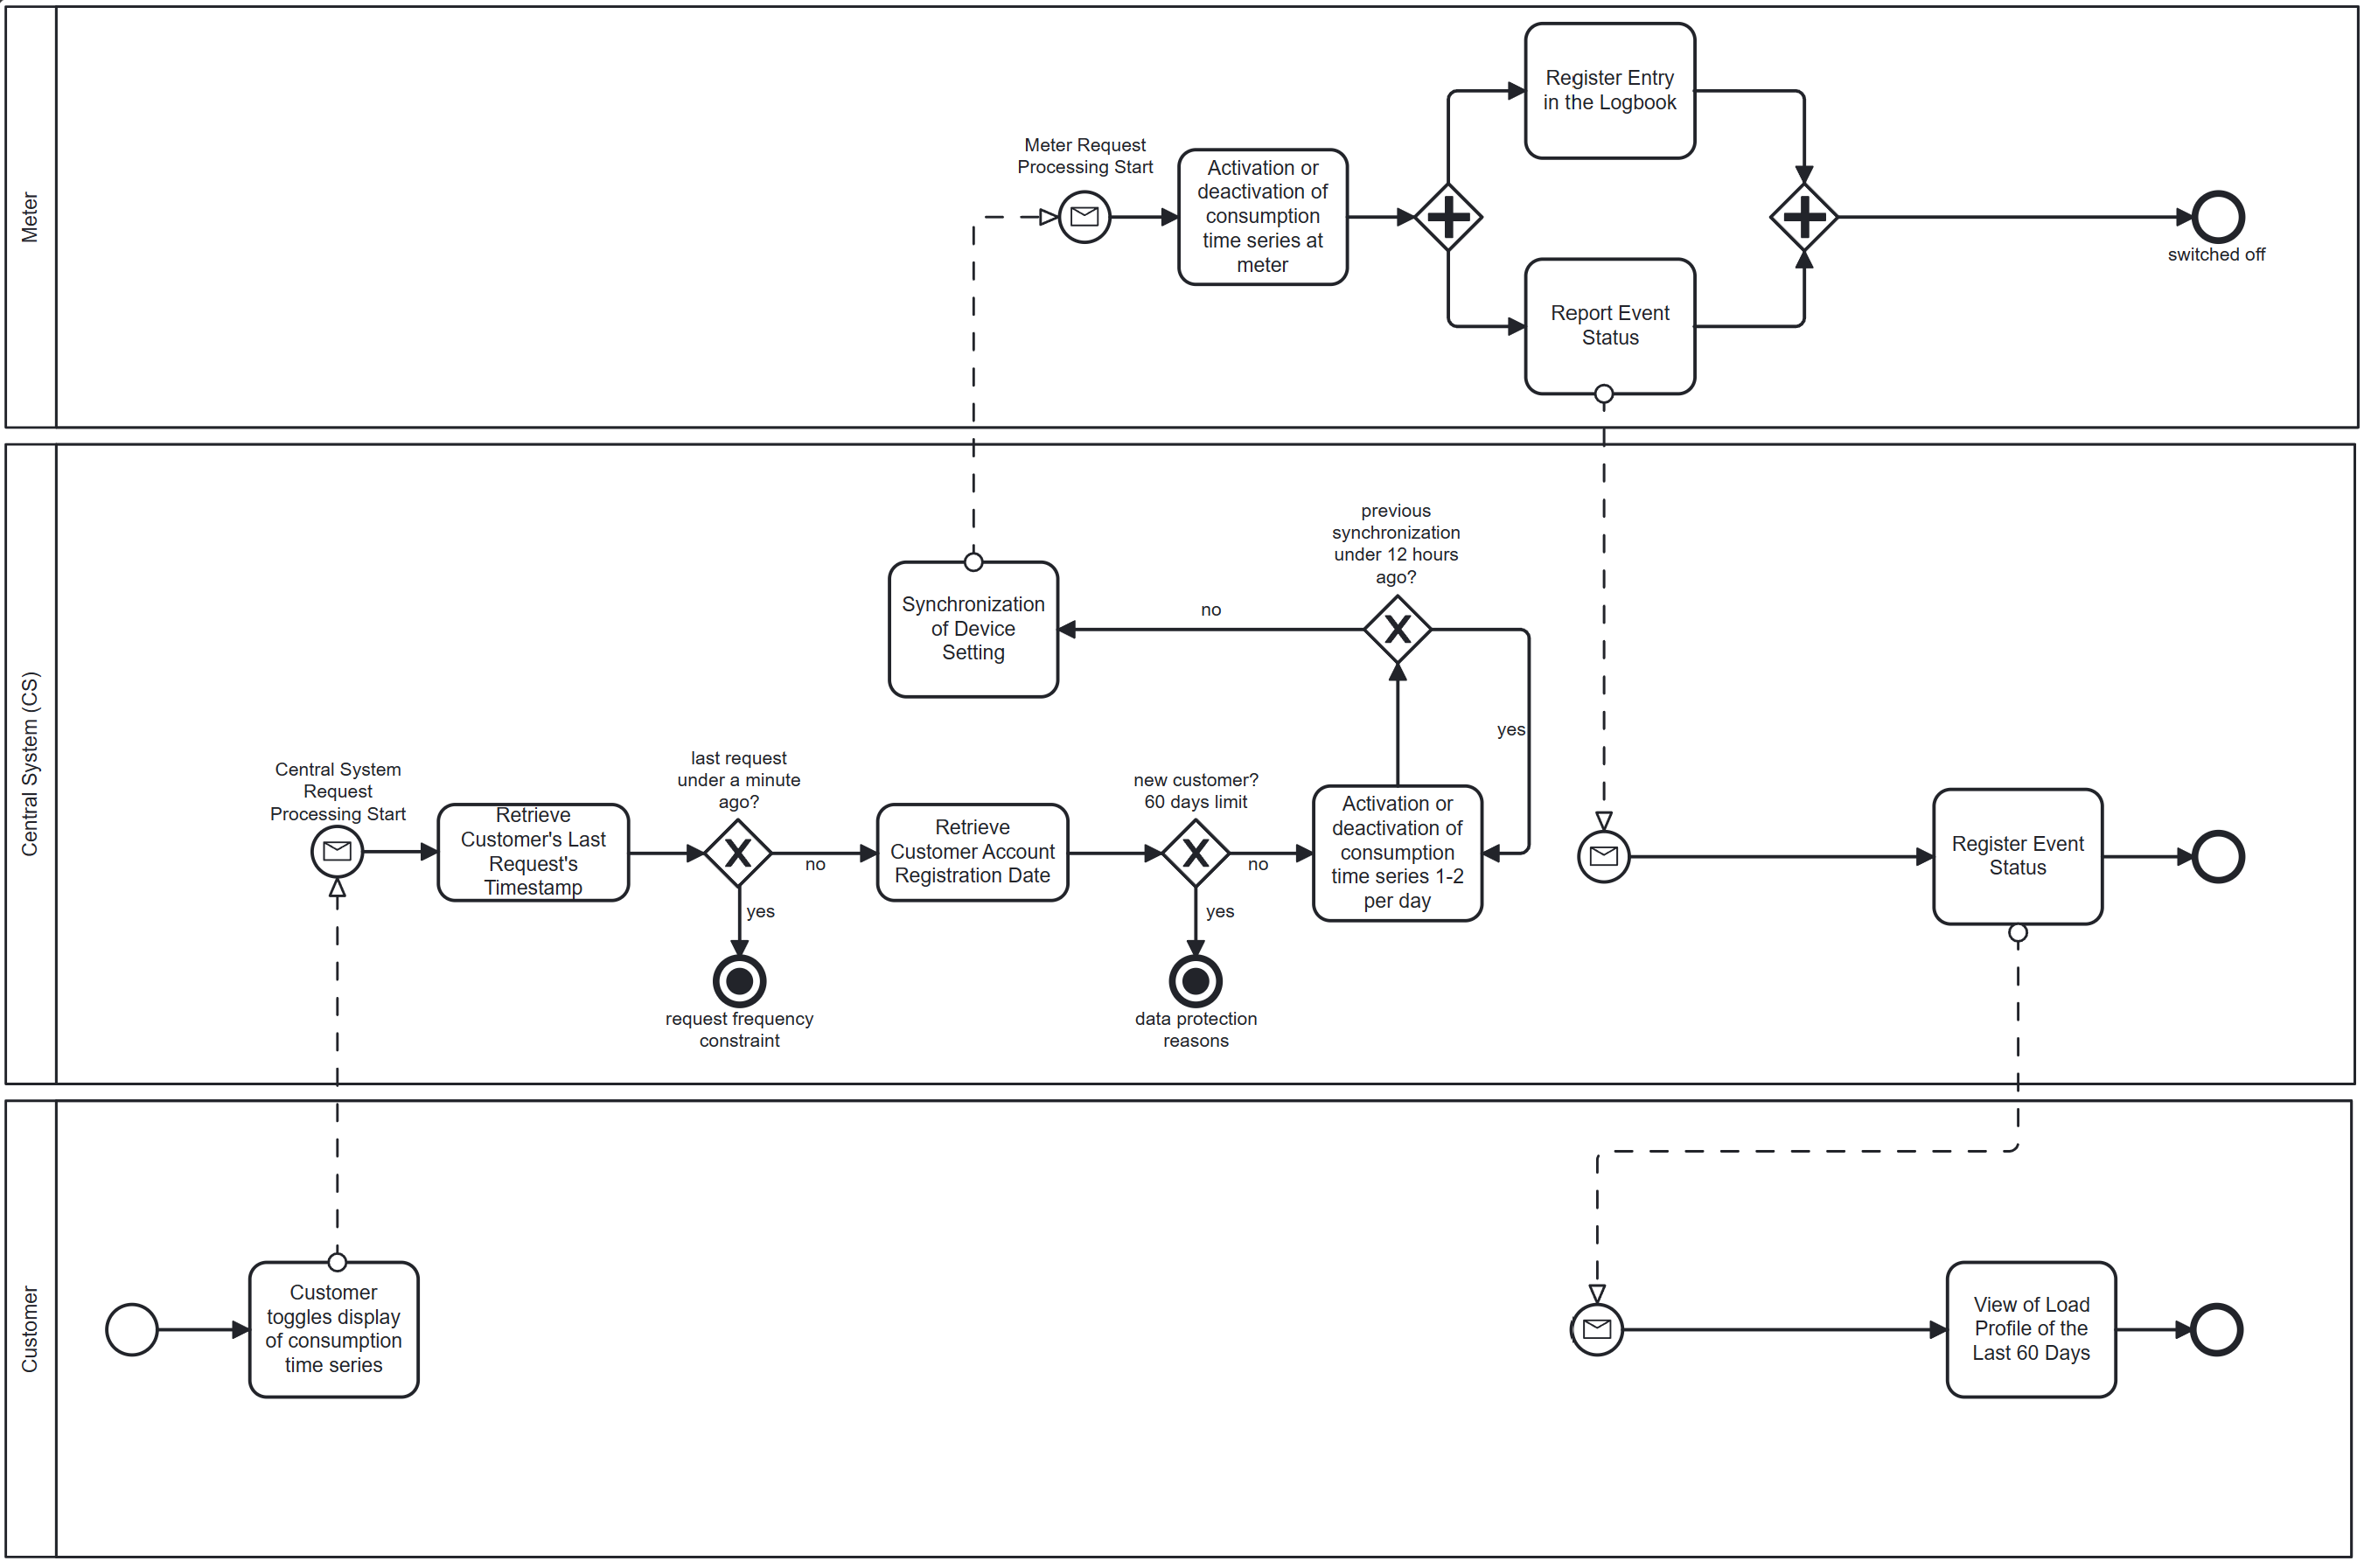 Meter
Meter Request
Processing Start
Activation or
deactivation of
consumption
time series at
meter
Register Entry
in the Logbook
Report Event
Status
switched off
Central System (CS)
Central System
Request
Processing Start
Retrieve
Customer's Last
Request's
Timestamp
last request
under a minute
ago?
no
yes
request frequency
constraint
Retrieve
Customer Account
Registration Date
new customer?
60 days limit
no
yes
data protection
reasons
Activation or
deactivation of
consumption
time series 1-2
per day
previous
synchronization
under 12 hours
ago?
no
yes
Synchronization
of Device
Setting
Register Event
Status
Customer
Customer
toggles display
of consumption
time series
View of Load
Profile of the
Last 60 Days